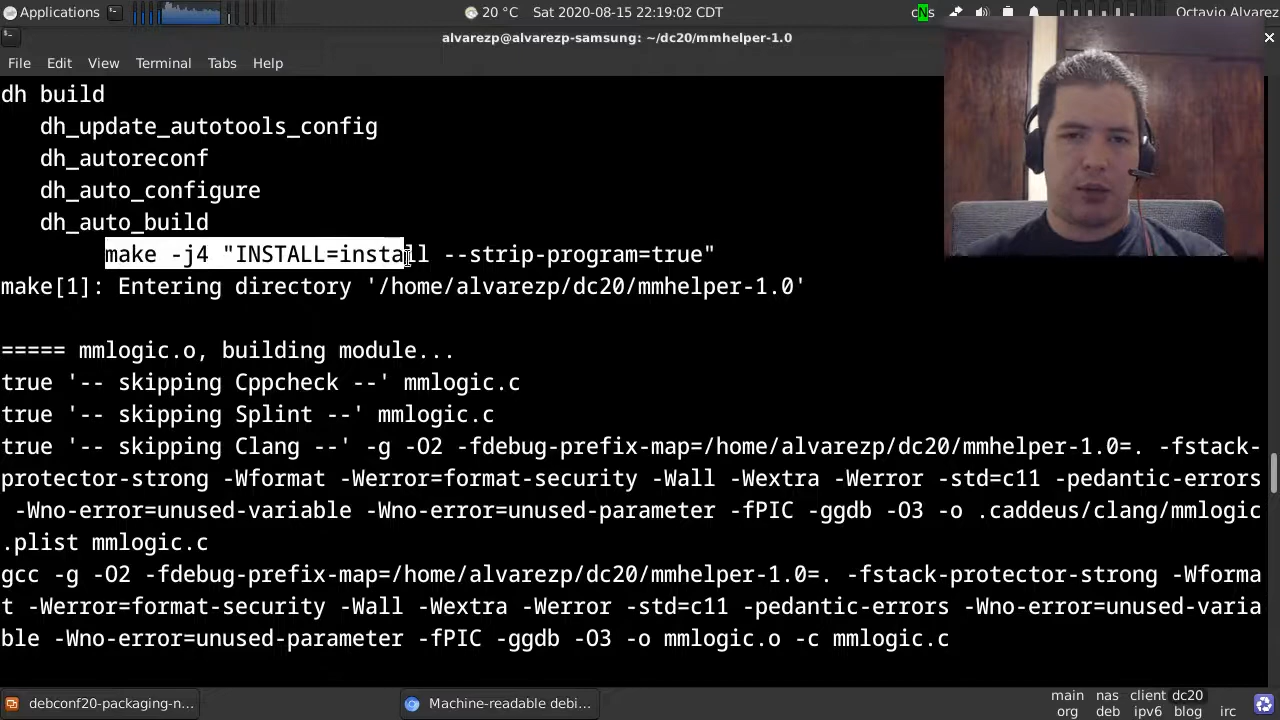 Applications
20 °C Sat 2020-08-15 22:19:02 CDT
cNs
Octavio Alvarez
alvarezp@alvarezp-samsung: ~/dc20/mmhelper-1.0
File Edit View Terminal Tabs Help
dh build
dh_update_autotools_config
dh_autoreconf
dh_auto_configure
dh_auto_build
make -j4 "INSTALL=install --strip-program=true"
make[1]: Entering directory '/home/alvarezp/dc20/mmhelper-1.0'
===== mmlogic.o, building module...
true '-- skipping Cppcheck --' mmlogic.c
true '-- skipping Splint --' mmlogic.c
true '-- skipping Clang --' -g -O2 -fdebug-prefix-map=/home/alvarezp/dc20/mmhelper-1.0=. -fstack-
protector-strong -Wformat -Werror=format-security -Wall -Wextra -Werror -std=c11 -pedantic-errors
-Wno-error=unused-variable -Wno-error=unused-parameter -fPIC -ggdb -O3 -o .caddeus/clang/mmlogic
.plist mmlogic.c
gcc -g -O2 -fdebug-prefix-map=/home/alvarezp/dc20/mmhelper-1.0=. -fstack-protector-strong -Wforma
t -Werror=format-security -Wall -Wextra -Werror -std=c11 -pedantic-errors -Wno-error=unused-varia
ble -Wno-error=unused-parameter -fPIC -ggdb -O3 -o mmlogic.o -c mmlogic.c
debconf20-packaging-n...
Machine-readable debi...
main nas client dc20
org deb ipv6 blog irc